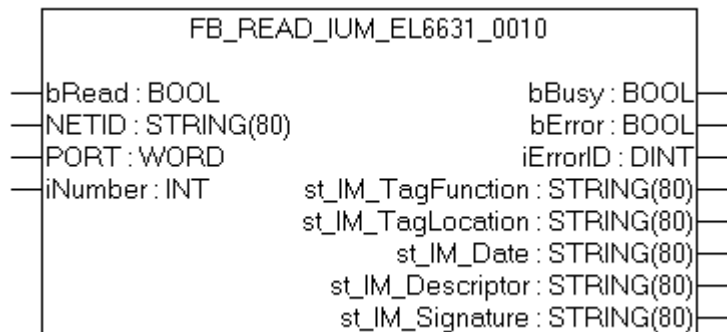 FB_READ_IUM_EL6631_0010
bRead : BOOL bBusy : BOOL
NETID : STRING(80) bError : BOOL
PORT : WORD iErrorID : DINT
iNumber : INT st_IM_TagFunction : STRING(80)
st_IM_TagLocation : STRING(80)
st_IM_Date : STRING(80)
st_IM_Descriptor : STRING(80)
st_IM_Signature : STRING(80)